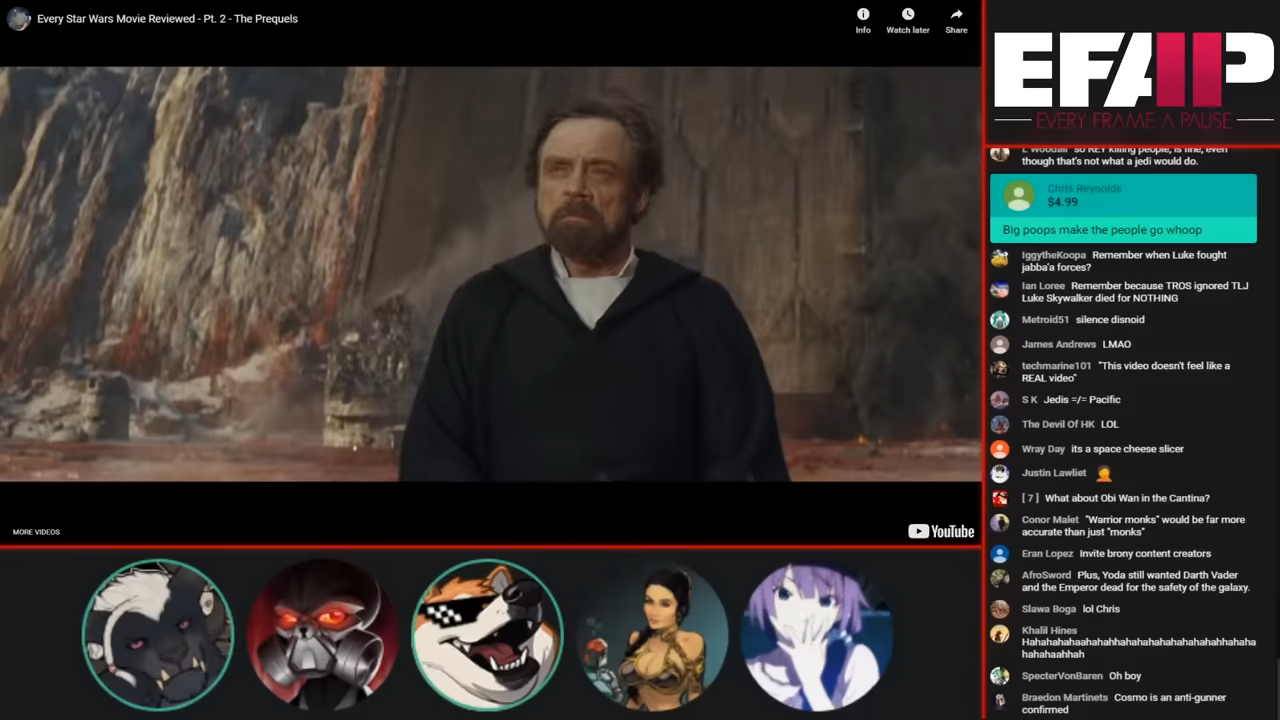 Every Star Wars Movie Reviewed - Pt. 2 - The Prequels
Info
Watch later
Share
MORE VIDEOS
YouTube
EFAP
EVERY FRAME A PAUSE
L Woodall so REY killing people, is fine, even
though that's not what a jedi would do.
Chris Reynolds
$4.99
Big poops make the people go whoop
IggytheKoopa Remember when Luke fought
jabba'a forces?
Ian Loree Remember because TROS ignored TLJ
Luke Skywalker died for NOTHING
Metroid51 silence disnoid
James Andrews LMAO
techmarine101 "This video doesn't feel like a
REAL video"
S K Jedis =/= Pacific
The Devil Of HK LOL
Wray Day its a space cheese slicer
Justin Lawliet
[ 7 ] What about Obi Wan in the Cantina?
Conor Malet "Warrior monks" would be far more
accurate than just "monks"
Eran Lopez Invite brony content creators
AfroSword Plus, Yoda still wanted Darth Vader
and the Emperor dead for the safety of the galaxy.
Slawa Boga lol Chris
Khalil Hines
Hahahahahaahahahhahahahahahahahahhahaha
hahahaahhah
SpecterVonBaren Oh boy
Braedon Martinets Cosmo is an anti-gunner
confirmed